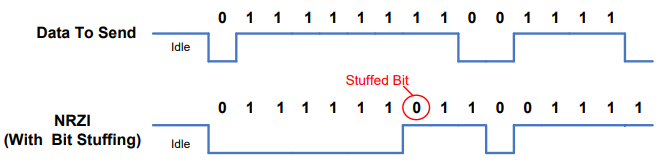 0 1 1 1 1 1 1 1 1 0 0 1 1 1 1
Data To Send
Idle
Stuffed Bit
0 1 1 1 1 1 1 0 1 1 0 0 1 1 1 1
NRZI
(With Bit Stuffing)
Idle